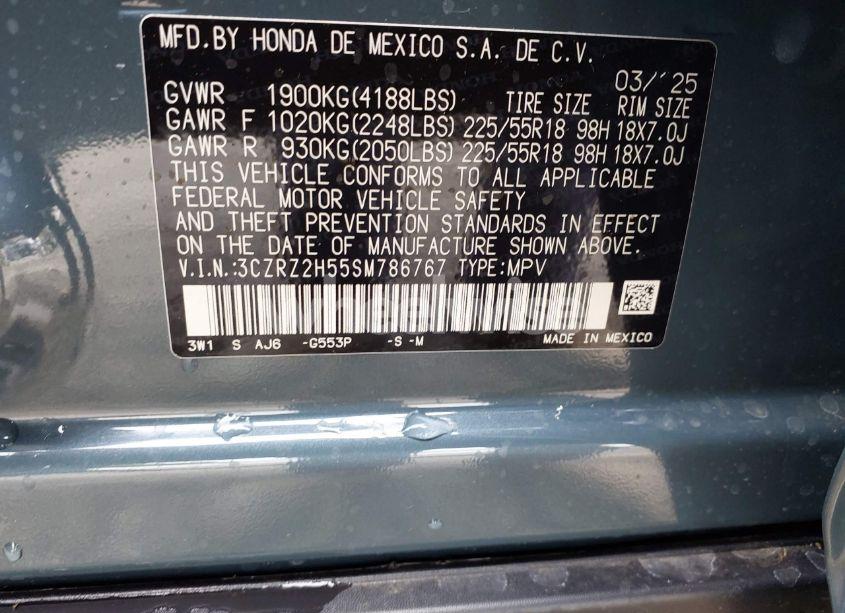 MFD.BY HONDA DE MEXICO S.A. DE C.V.
03/'25
GVWR 1900KG(4188LBS) TIRE SIZE RIM SIZE
GAWR F 1020KG(2248LBS) 225/55R18 98H 18X7.0J
GAWR R 930KG(2050LBS) 225/55R18 98H 18X7.0J
THIS VEHICLE CONFORMS TO ALL APPLICABLE
FEDERAL MOTOR VEHICLE SAFETY
AND THEFT PREVENTION STANDARDS IN EFFECT
ON THE DATE OF MANUFACTURE SHOWN ABOVE.
V.I.N.:3CZRZ2H55SM786767 TYPE:MPV
3W1 S AJ6 -G553P -S -M MADE IN MEXICO